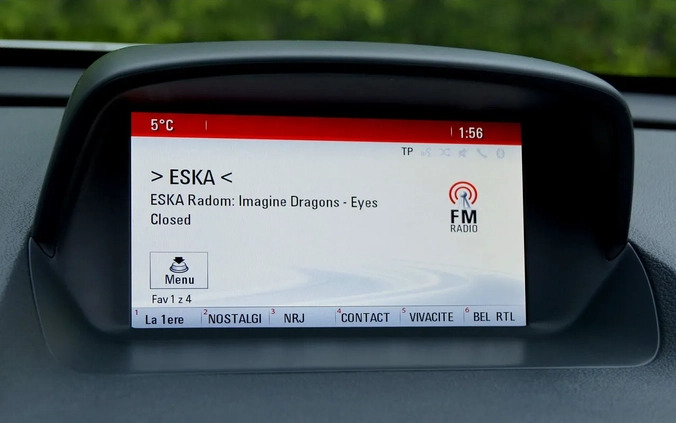 5°C 1:56
TP
> ESKA <
ESKA Radom: Imagine Dragons - Eyes
Closed
FM
RADIO
Menu
Fav 1 z 4
1 La 1ere 2 NOSTALGI 3 NRJ 4 CONTACT 5 VIVACITE 6 BEL RTL